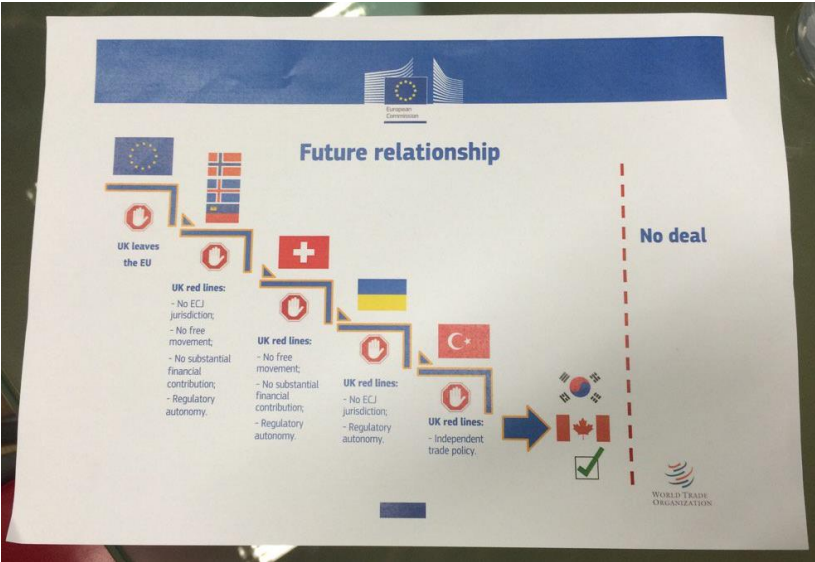 European
Commission
Future relationship
No deal
UK leaves
the EU
UK red lines:
- No ECJ
jurisdiction;
- No free
movement;
- No substantial
financial
contribution;
- Regulatory
autonomy.
UK red lines:
- No free
movement;
- No substantial
financial
contribution;
- Regulatory
autonomy.
UK red lines:
- No ECJ
jurisdiction;
- Regulatory
autonomy.
UK red lines:
- Independent
trade policy.
WORLD TRADE
ORGANIZATION